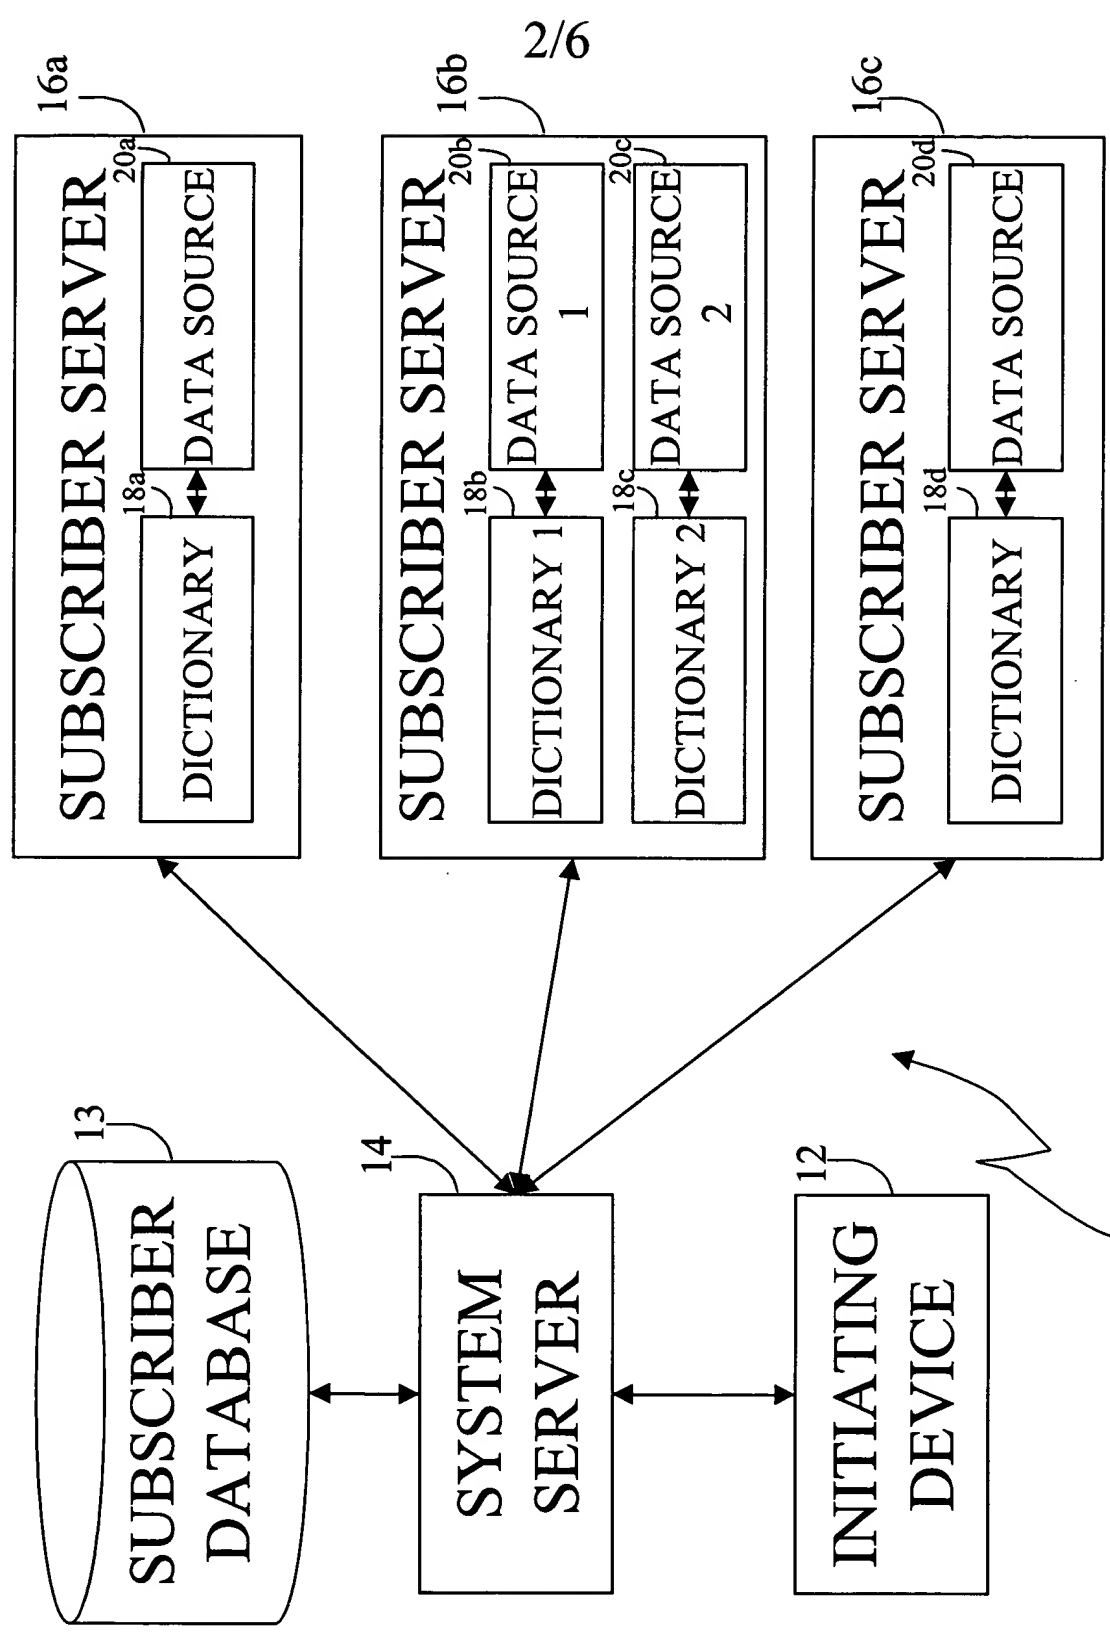 2/6
16a
SUBSCRIBER SERVER
20a
DATA SOURCE
18a
DICTIONARY
16b
SUBSCRIBER SERVER
20b
DATA SOURCE
1
18b
DICTIONARY 1
20c
DATA SOURCE
2
18c
DICTIONARY 2
16c
SUBSCRIBER SERVER
20d
DATA SOURCE
18d
DICTIONARY
13
SUBSCRIBER
DATABASE
14
SYSTEM
SERVER
12
INITIATING
DEVICE